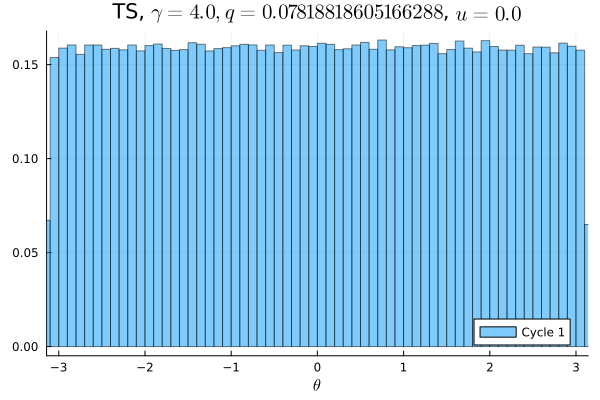 TS, γ = 4.0, q = 0.07818818605166288, u = 0.0
0.15
0.10
0.05
0.00
Cycle 1
−3 −2 −1 0 1 2 3
θ